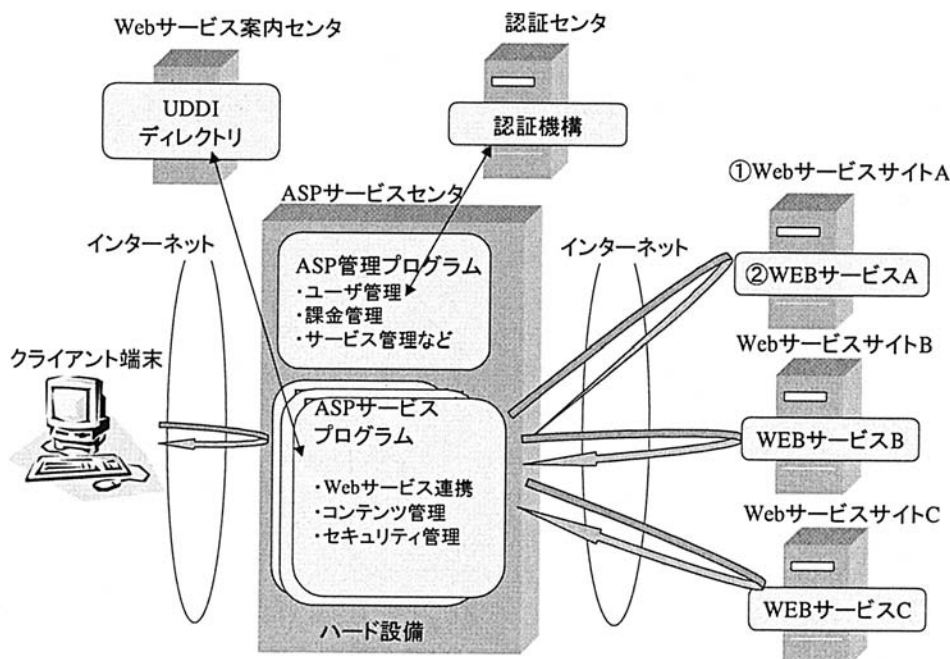 Webサービス案内センタ
認証センタ
UDDI
ディレクトリ
認証機構
①WebサービスサイトA
ASPサービスセンタ
インターネット
インターネット
ASP管理プログラム
・ユーザ管理
・課金管理
・サービス管理など
②WEBサービスA
WebサービスサイトB
クライアント端末
ASPサービス
プログラム
WEBサービスB
・Webサービス連携
・コンテンツ管理
・セキュリティ管理
WebサービスサイトC
WEBサービスC
ハード設備